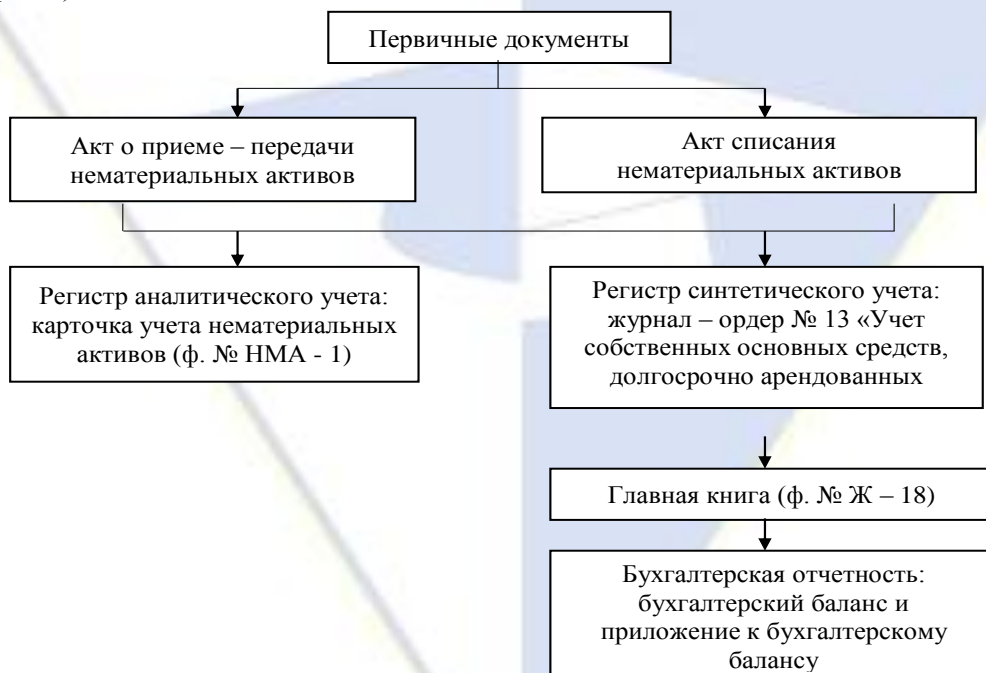 Первичные документы
Акт о приеме – передачи
нематериальных активов
Акт списания
нематериальных активов
Регистр аналитического учета:
карточка учета нематериальных
активов (ф. № НМА - 1)
Регистр синтетического учета:
журнал – ордер № 13 «Учет
собственных основных средств,
долгосрочно арендованных
Главная книга (ф. № Ж – 18)
Бухгалтерская отчетность:
бухгалтерский баланс и
приложение к бухгалтерскому
балансу